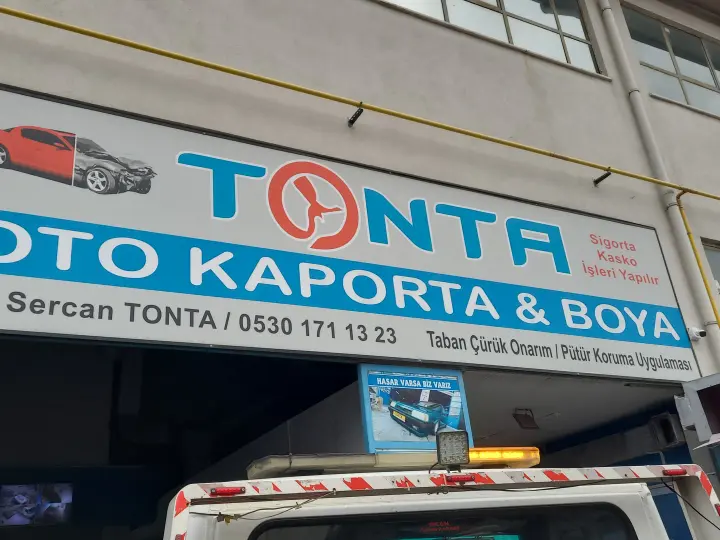 TONTA
Sigorta
Kasko
İşleri Yapılır
OTO KAPORTA & BOYA
Sercan TONTA / 0530 171 13 23
Taban Çürük Onarım / Pütür Koruma Uygulaması
HASAR VARSA BİZ VARIZ